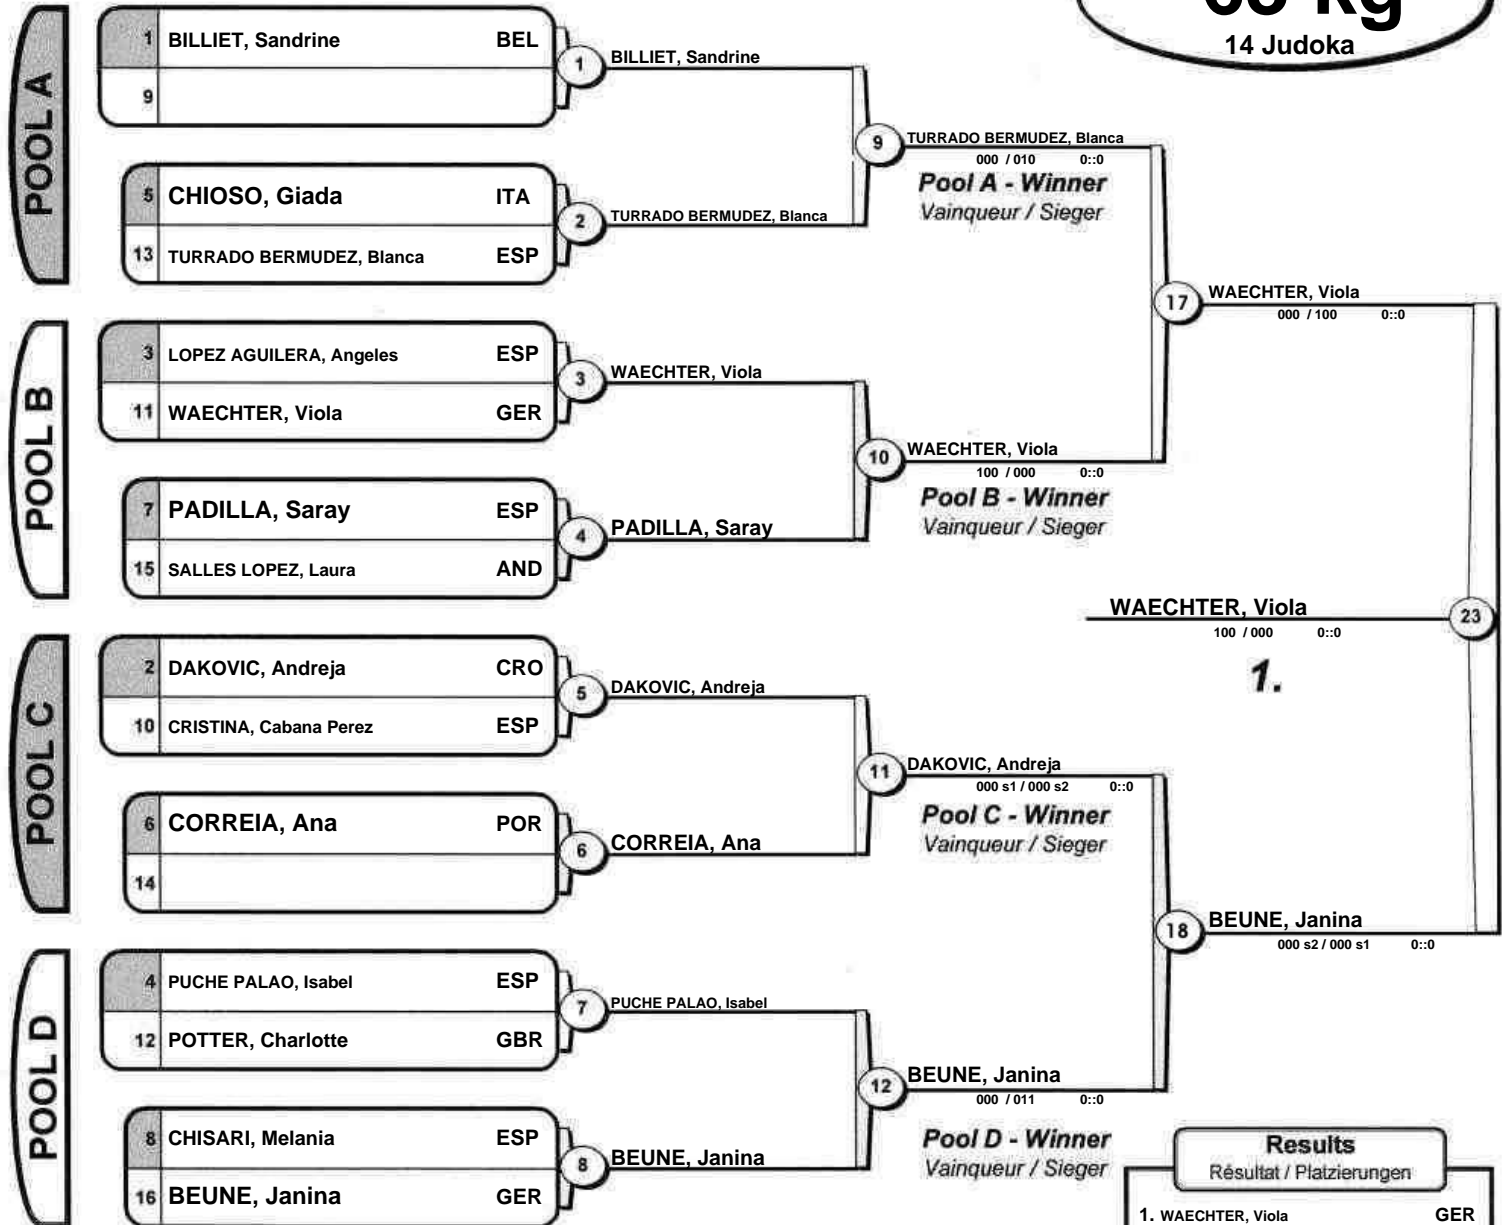 kg
14 Judoka
POOL A
1 BILLIET, Sandrine BEL
9
1 BILLIET, Sandrine
5 CHIOSO, Giada ITA
13 TURRADO BERMUDEZ, Blanca ESP
2 TURRADO BERMUDEZ, Blanca
9 TURRADO BERMUDEZ, Blanca
000 / 010 0::0
Pool A - Winner
Vainqueur / Sieger
POOL B
3 LOPEZ AGUILERA, Angeles ESP
11 WAECHTER, Viola GER
3 WAECHTER, Viola
7 PADILLA, Saray ESP
15 SALLES LOPEZ, Laura AND
4 PADILLA, Saray
10 WAECHTER, Viola
100 / 000 0::0
Pool B - Winner
Vainqueur / Sieger
17 WAECHTER, Viola
000 / 100 0::0
WAECHTER, Viola 23
100 / 000 0::0
1.
POOL C
2 DAKOVIC, Andreja CRO
10 CRISTINA, Cabana Perez ESP
5 DAKOVIC, Andreja
6 CORREIA, Ana POR
14
6 CORREIA, Ana
11 DAKOVIC, Andreja
000 s1 / 000 s2 0::0
Pool C - Winner
Vainqueur / Sieger
POOL D
4 PUCHE PALAO, Isabel ESP
12 POTTER, Charlotte GBR
7 PUCHE PALAO, Isabel
8 CHISARI, Melania ESP
16 BEUNE, Janina GER
8 BEUNE, Janina
12 BEUNE, Janina
000 / 011 0::0
Pool D - Winner
Vainqueur / Sieger
18 BEUNE, Janina
000 s2 / 000 s1 0::0
Results
Résultat / Platzierungen
1. WAECHTER, Viola GER